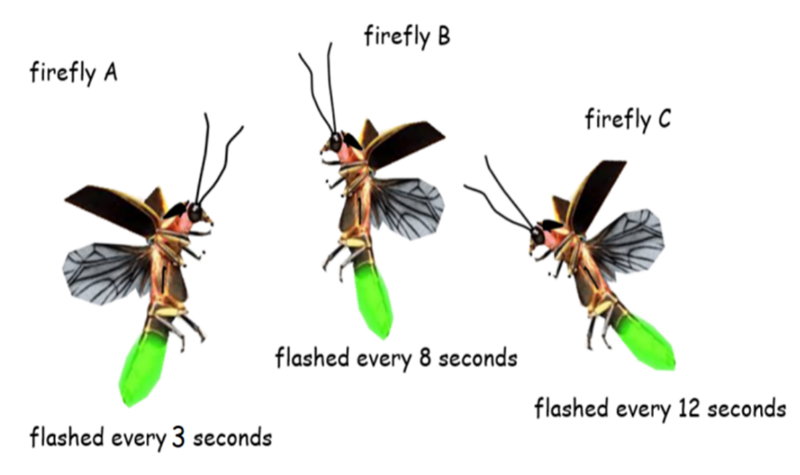 firefly A
flashed every 3 seconds
firefly B
flashed every 8 seconds
firefly C
flashed every 12 seconds